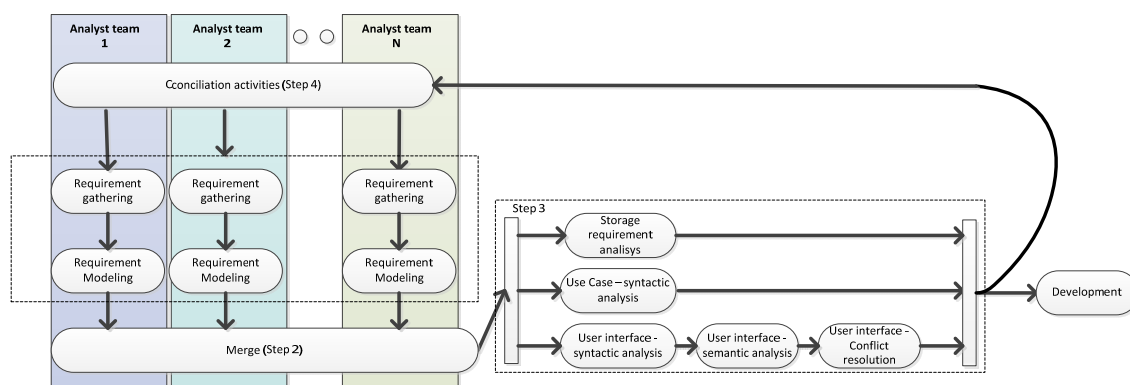 Analyst team
1
Analyst team
2
Analyst team
N
Cconciliation activities (Step 4)
Requirement
gathering
Requirement
gathering
Requirement
gathering
Requirement
Modeling
Requirement
Modeling
Requirement
Modeling
Merge (Step 2)
Step 3
Storage
requirement
analisys
Use Case – syntactic
analysis
User interface -
syntactic analysis
User interface -
semantic analysis
User interface -
Conflict
resolution
Development